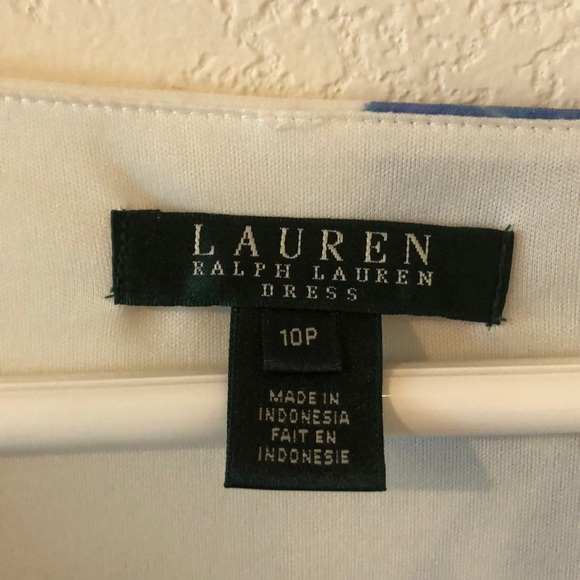 LAUREN
RALPH LAUREN
DRESS
10P
MADE IN
INDONESIA
FAIT EN
INDONESIE